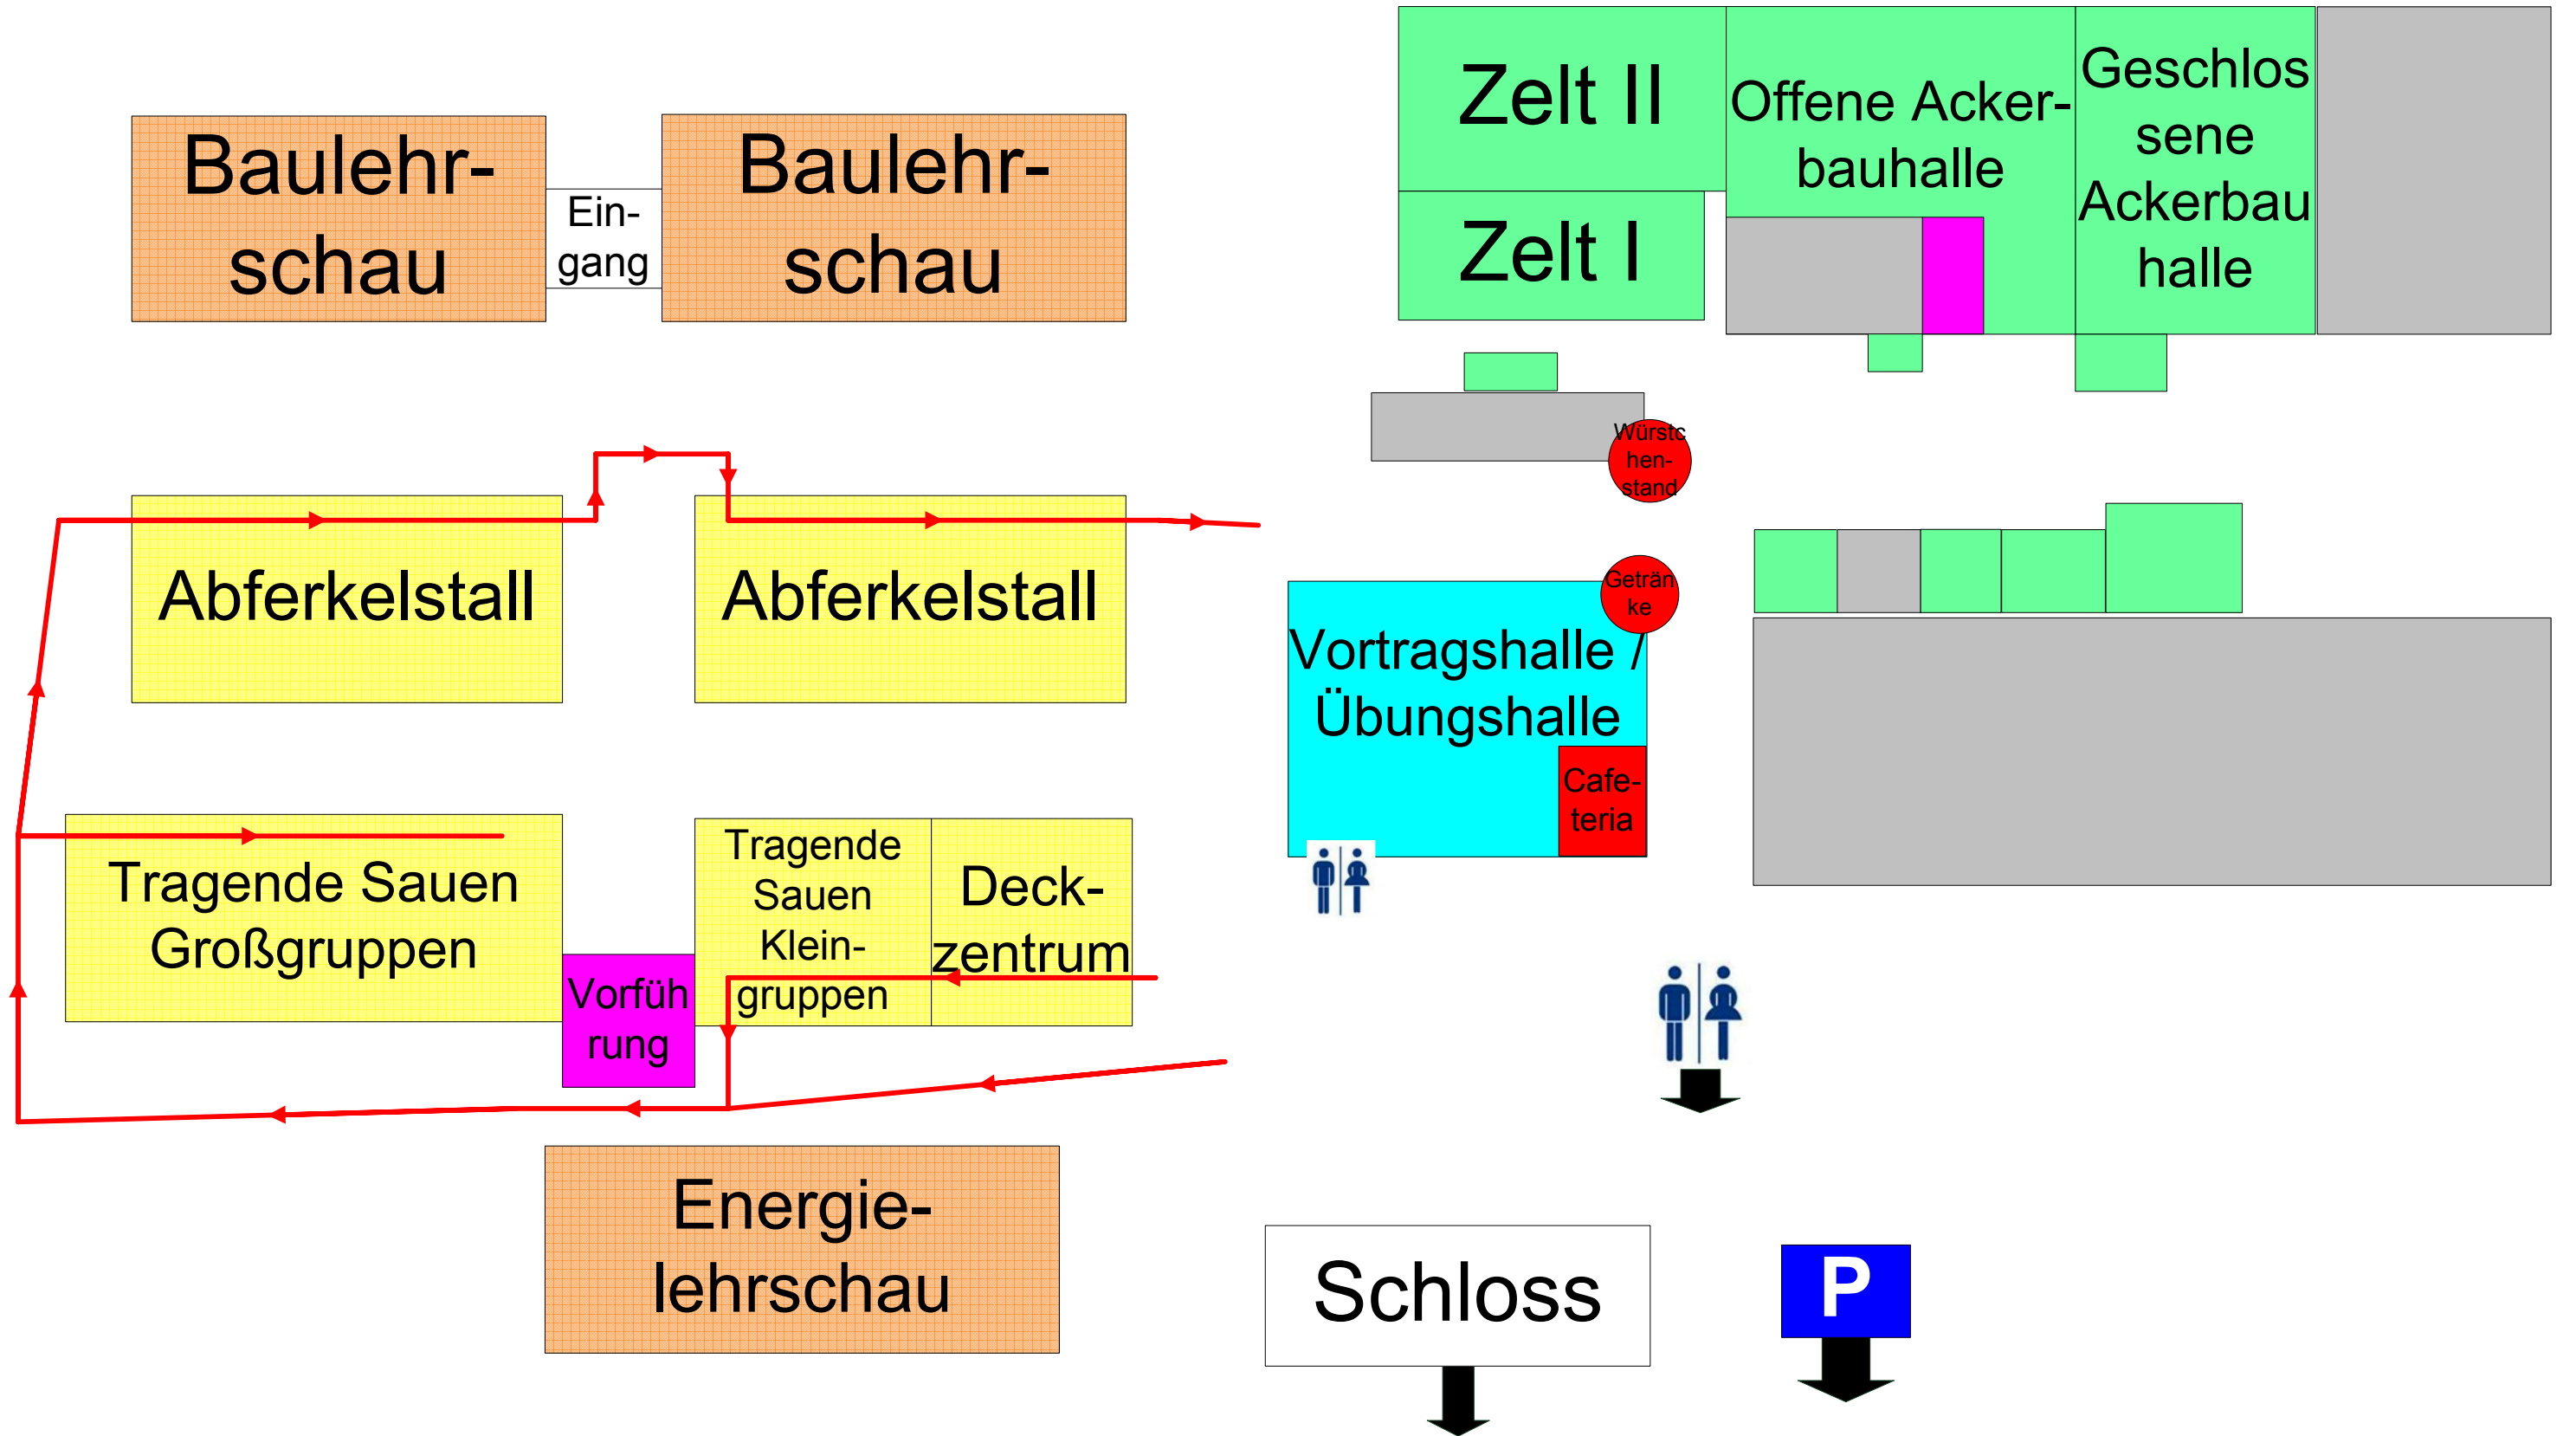 Baulehr-
schau
Ein-
gang
Baulehr-
schau
Zelt II
Zelt I
Offene Acker-
bauhalle
Geschlos
sene
Ackerbau
halle
Würstc
hen-
stand
Abferkelstall
Abferkelstall
Geträn
ke
Vortragshalle /
Übungshalle
Cafe-
teria
Tragende Sauen
Großgruppen
Vorfüh
rung
Tragende
Sauen
Klein-
gruppen
Deck-
zentrum
Energie-
lehrschau
Schloss
P